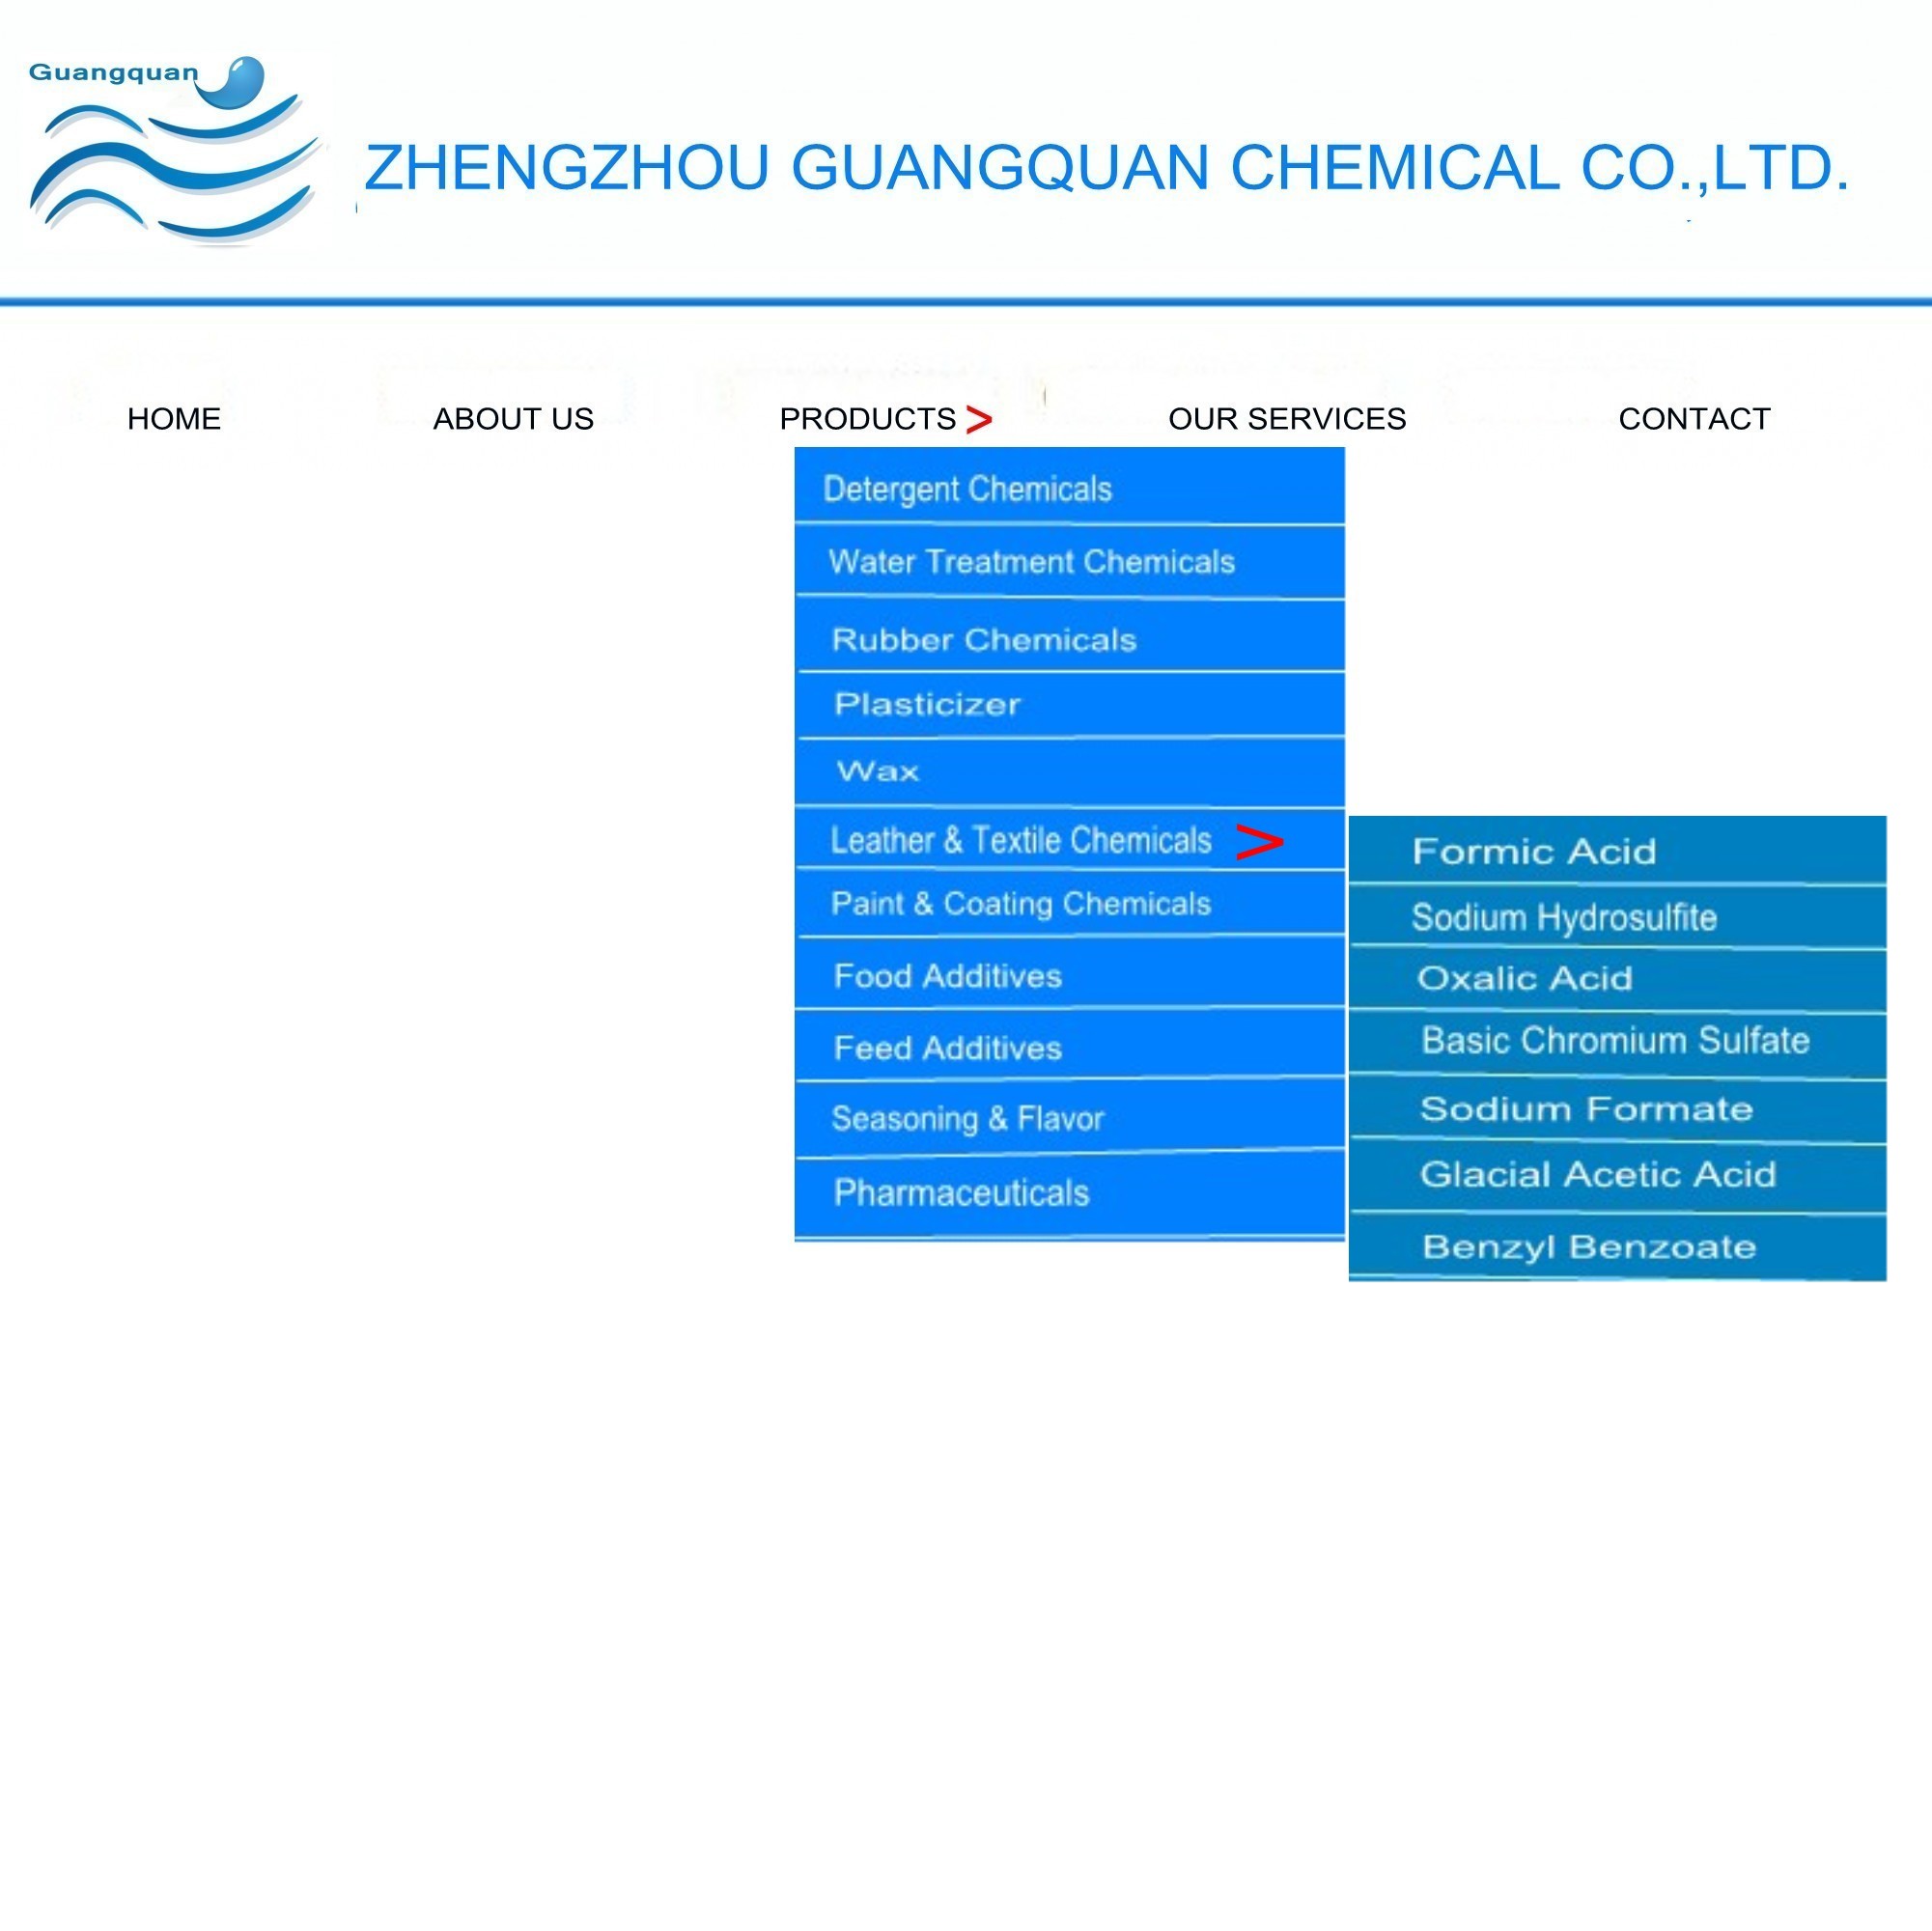 Guangquan
ZHENGZHOU GUANGQUAN CHEMICAL CO.,LTD.
HOME ABOUT US PRODUCTS > OUR SERVICES CONTACT
Detergent Chemicals
Water Treatment Chemicals
Rubber Chemicals
Plasticizer
Wax
Leather & Textile Chemicals >
Paint & Coating Chemicals
Food Additives
Feed Additives
Seasoning & Flavor
Pharmaceuticals
Formic Acid
Sodium Hydrosulfite
Oxalic Acid
Basic Chromium Sulfate
Sodium Formate
Glacial Acetic Acid
Benzyl Benzoate